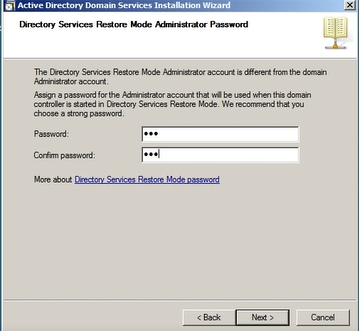 Active Directory Domain Services Installation Wizard
Directory Services Restore Mode Administrator Password
The Directory Services Restore Mode Administrator account is different from the domain
Administrator account.
Assign a password for the Administrator account that will be used when this domain
controller is started in Directory Services Restore Mode. We recommend that you
choose a strong password.
Password: •••
Confirm password: •••
More about Directory Services Restore Mode password
< Back Next > Cancel